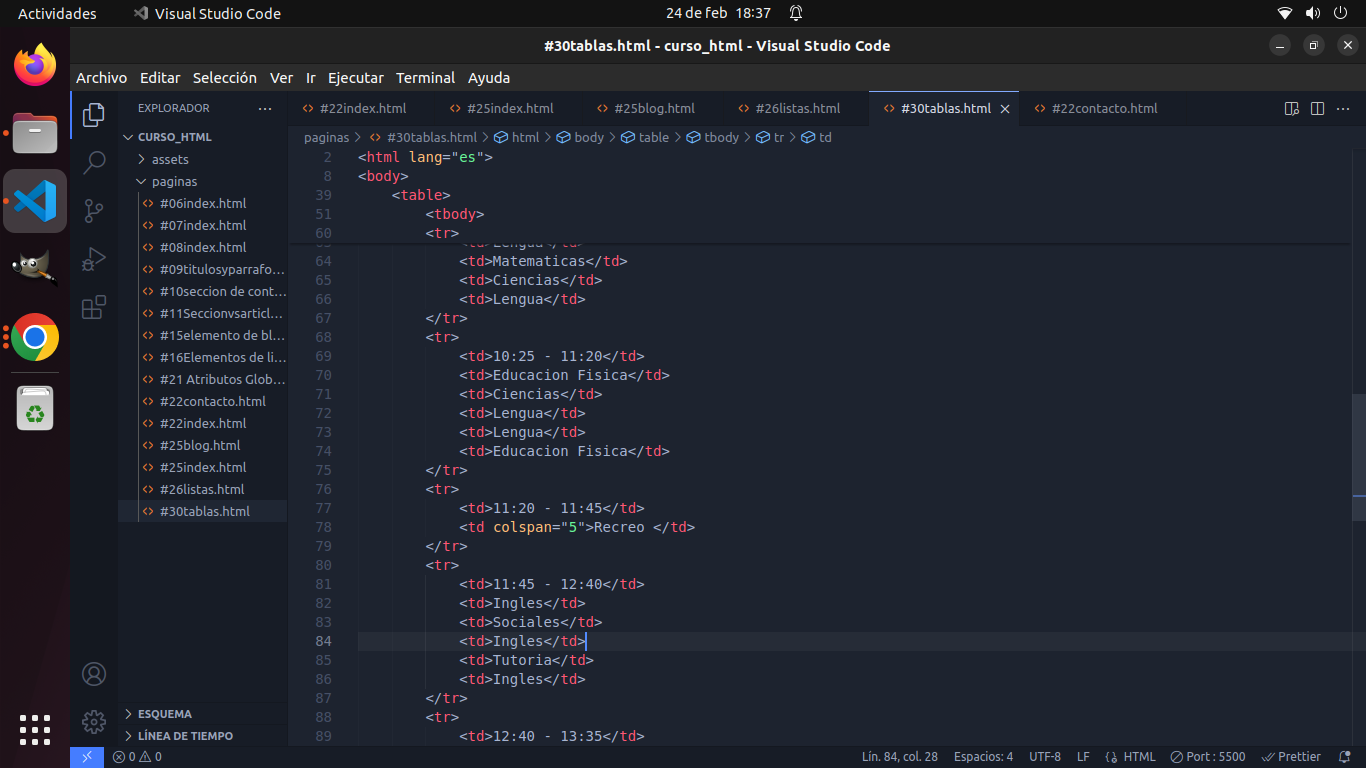 Actividades Visual Studio Code 24 de feb 18:37
#30tablas.html - curso_html - Visual Studio Code
Archivo Editar Selección Ver Ir Ejecutar Terminal Ayuda
EXPLORADOR ···
CURSO_HTML
assets
paginas
#06index.html
#07index.html
#08index.html
#09titulosyparrafo...
#10seccion de cont...
#11Seccionvsarticl...
#15elemento de bl...
#16Elementos de li...
#21 Atributos Glob...
#22contacto.html
#22index.html
#25blog.html
#25index.html
#26listas.html
#30tablas.html
ESQUEMA
LÍNEA DE TIEMPO
#22index.html #25index.html #25blog.html #26listas.html #30tablas.html #22contacto.html
paginas > #30tablas.html > html > body > table > tbody > tr > td
2 <html lang="es">
8 <body>
39 <table>
51 <tbody>
60 <tr>
63 <td>Lengua</td>
64 <td>Matematicas</td>
65 <td>Ciencias</td>
66 <td>Lengua</td>
67 </tr>
68 <tr>
69 <td>10:25 - 11:20</td>
70 <td>Educacion Fisica</td>
71 <td>Ciencias</td>
72 <td>Lengua</td>
73 <td>Lengua</td>
74 <td>Educacion Fisica</td>
75 </tr>
76 <tr>
77 <td>11:20 - 11:45</td>
78 <td colspan="5">Recreo </td>
79 </tr>
80 <tr>
81 <td>11:45 - 12:40</td>
82 <td>Ingles</td>
83 <td>Sociales</td>
84 <td>Ingles</td>
85 <td>Tutoria</td>
86 <td>Ingles</td>
87 </tr>
88 <tr>
89 <td>12:40 - 13:35</td>
0 0 Lín. 84, col. 28 Espacios: 4 UTF-8 LF HTML Port : 5500 Prettier